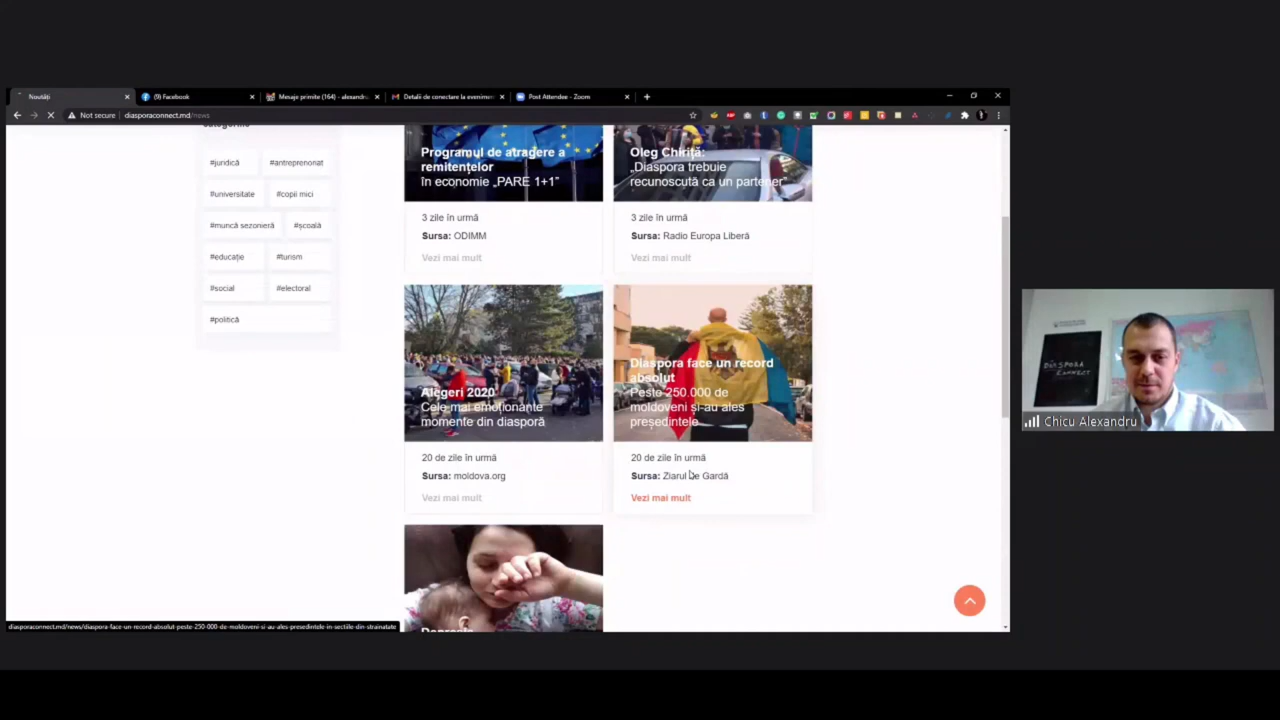 Noutăți
(9) Facebook
Mesaje primite (164) - alexandru
Detalii de conectare la evenime
Post Attendee - Zoom
Not secure
diasporaconnect.md/news
#juridică
#antreprenoriat
#universitate
#copii mici
#muncă sezonieră
#școală
#educație
#turism
#social
#electoral
#politică
Programul de atragere a
remitențelor
în economie „PARE 1+1”
3 zile în urmă
Sursa: ODIMM
Vezi mai mult
Oleg Chiriță:
„Diaspora trebuie
recunoscută ca un partener”
3 zile în urmă
Sursa: Radio Europa Liberă
Vezi mai mult
Alegeri 2020
Cele mai emoționante
momente din diasporă
20 de zile în urmă
Sursa: moldova.org
Vezi mai mult
Diaspora face un record
absolut
Peste 250.000 de
moldoveni și-au ales
președintele
20 de zile în urmă
Sursa: Ziarul de Gardă
Vezi mai mult
diasporaconnect.md/news/diaspora-face-un-record-absolut-peste-250-000-de-moldoveni-si-au-ales-presedintele-in-sectiile-din-strainatate
DIASPORA
CONNECT
Chicu Alexandru